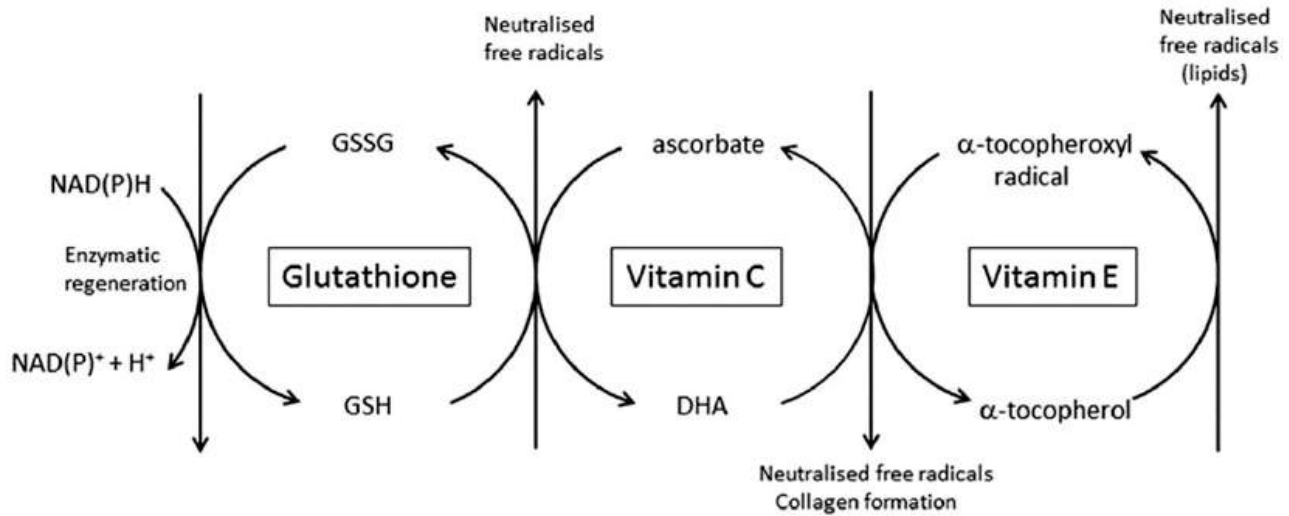 Neutralised
free radicals
Neutralised
free radicals
(lipids)
GSSG
ascorbate
α-tocopheroxyl
radical
NAD(P)H
Enzymatic
regeneration
Glutathione
Vitamin C
Vitamin E
NAD(P)⁺ + H⁺
GSH
DHA
α-tocopherol
Neutralised free radicals
Collagen formation